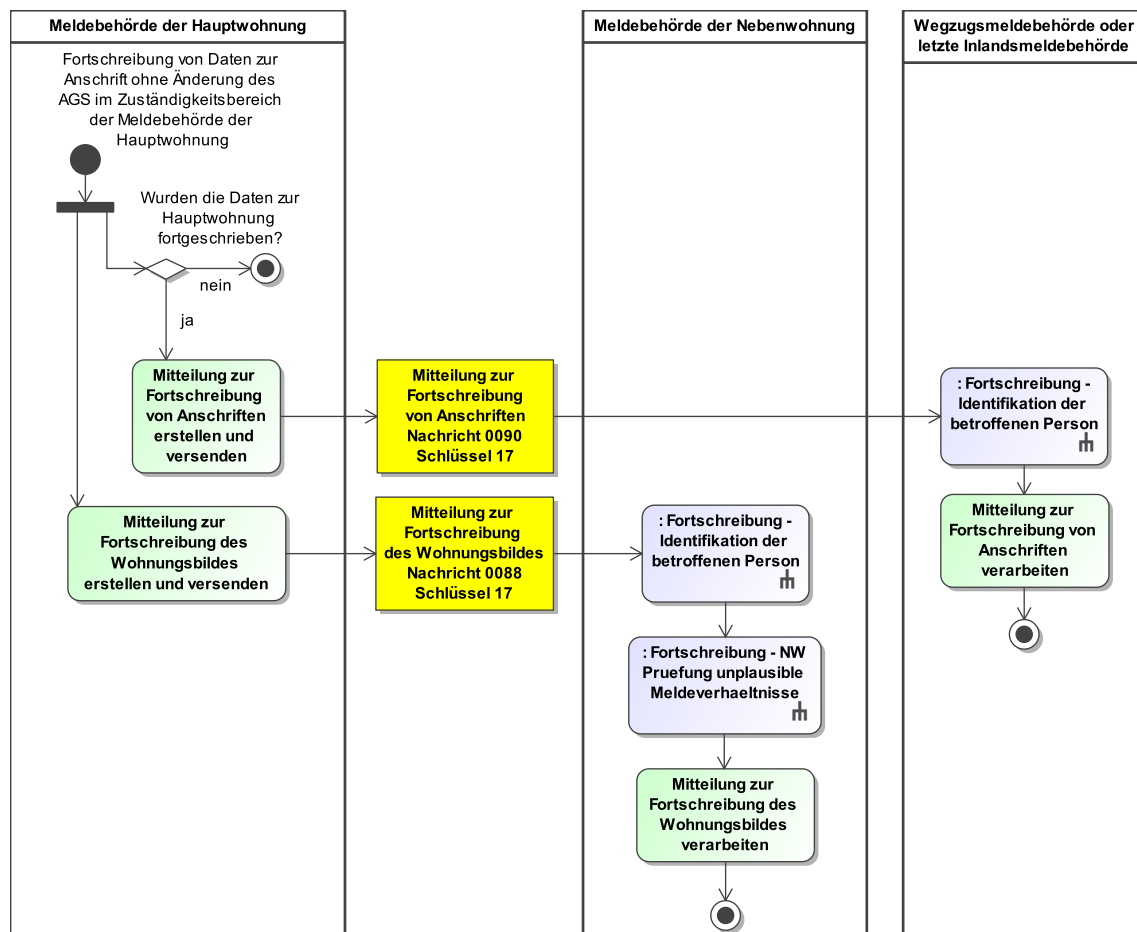 Meldebehörde der Hauptwohnung
Meldebehörde der Nebenwohnung
Wegzugsmeldebehörde oder
letzte Inlandsmeldebehörde
Fortschreibung von Daten zur
Anschrift ohne Änderung des
AGS im Zuständigkeitsbereich
der Meldebehörde der
Hauptwohnung
Wurden die Daten zur
Hauptwohnung
fortgeschrieben?
nein
ja
Mitteilung zur
Fortschreibung
von Anschriften
erstellen und
versenden
Mitteilung zur
Fortschreibung
von Anschriften
Nachricht 0090
Schlüssel 17
: Fortschreibung -
Identifikation der
betroffenen Person
Mitteilung zur
Fortschreibung von
Anschriften
verarbeiten
Mitteilung zur
Fortschreibung des
Wohnungsbildes
erstellen und versenden
Mitteilung zur
Fortschreibung
des Wohnungsbildes
Nachricht 0088
Schlüssel 17
: Fortschreibung -
Identifikation der
betroffenen Person
: Fortschreibung - NW
Pruefung unplausible
Meldeverhaeltnisse
Mitteilung zur
Fortschreibung des
Wohnungsbildes
verarbeiten